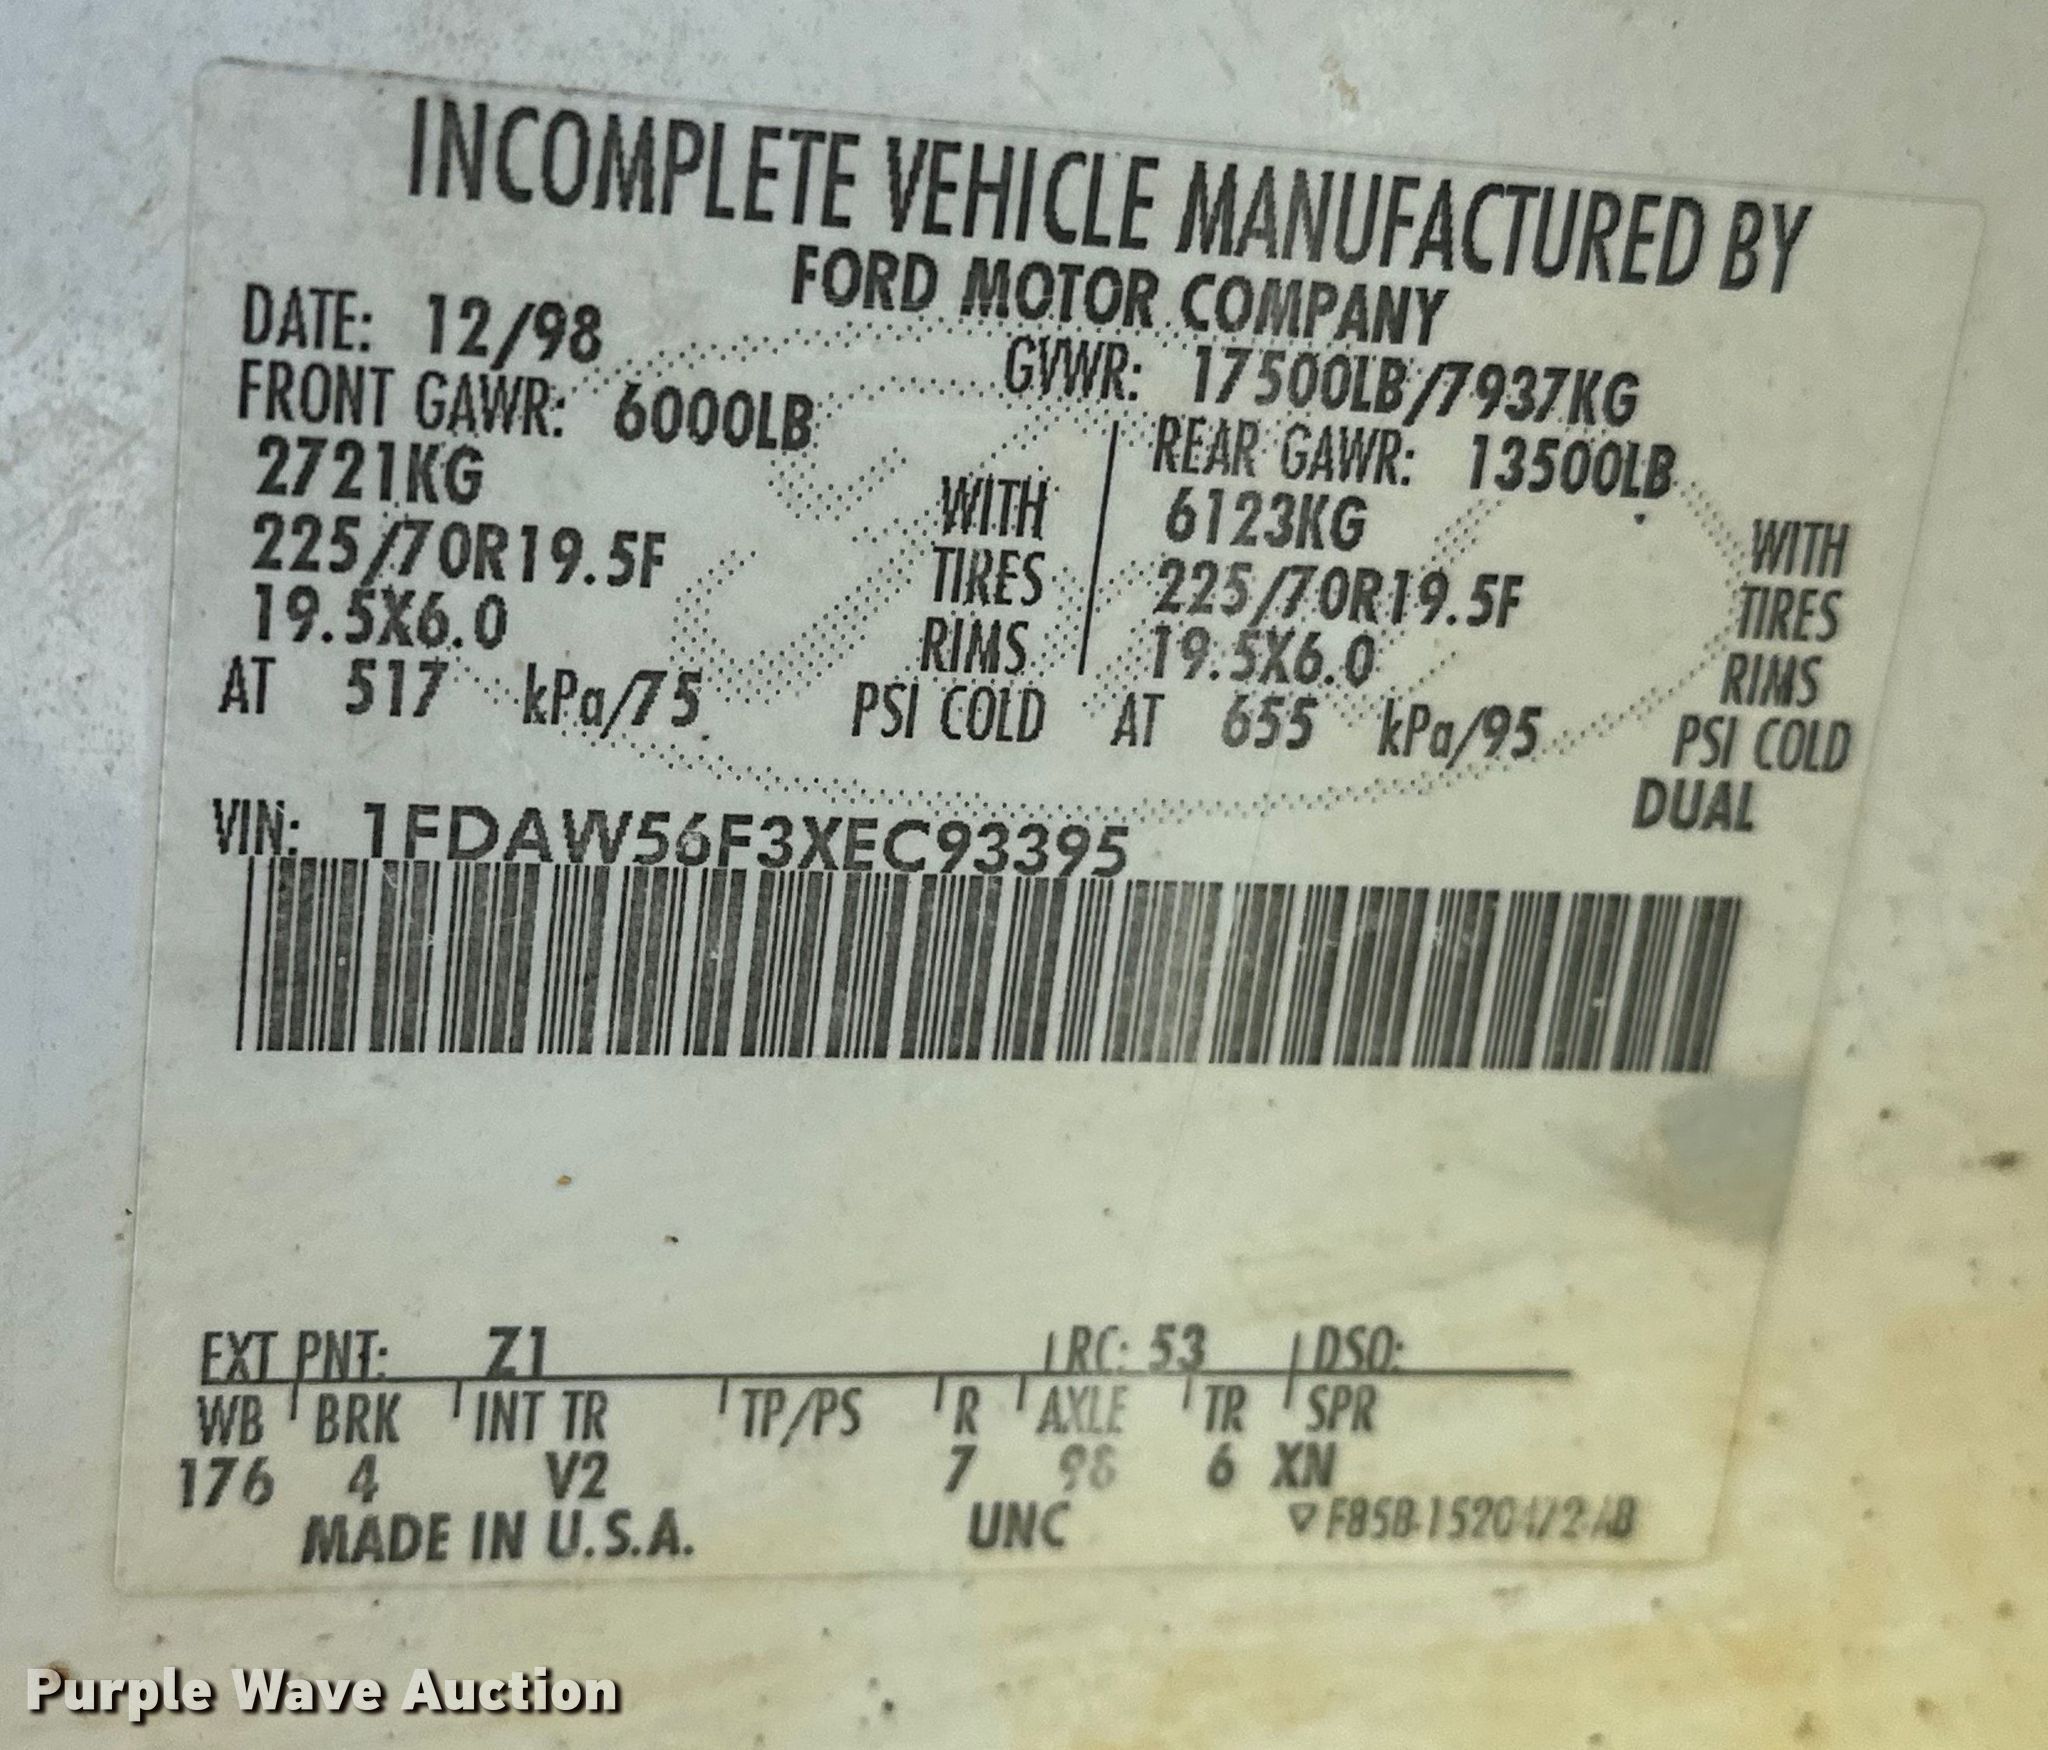 INCOMPLETE VEHICLE MANUFACTURED BY
FORD MOTOR COMPANY
DATE: 12/98
GVWR: 17500LB/7937KG
FRONT GAWR: 6000LB
2721KG WITH
225/70R19.5F TIRES
19.5X6.0 RIMS
AT 517 kPa/75 PSI COLD
REAR GAWR: 13500LB
6123KG WITH
225/70R19.5F TIRES
19.5X6.0 RIMS
AT 655 kPa/95 PSI COLD
DUAL
VIN: 1FDAW56F3XEC93395
EXT PNT: Z1 RC: 53 DSO:
WB BRK INT TR TP/PS R AXLE TR SPR
176 4 V2 7 98 6 XN
MADE IN U.S.A. UNC
Purple Wave Auction